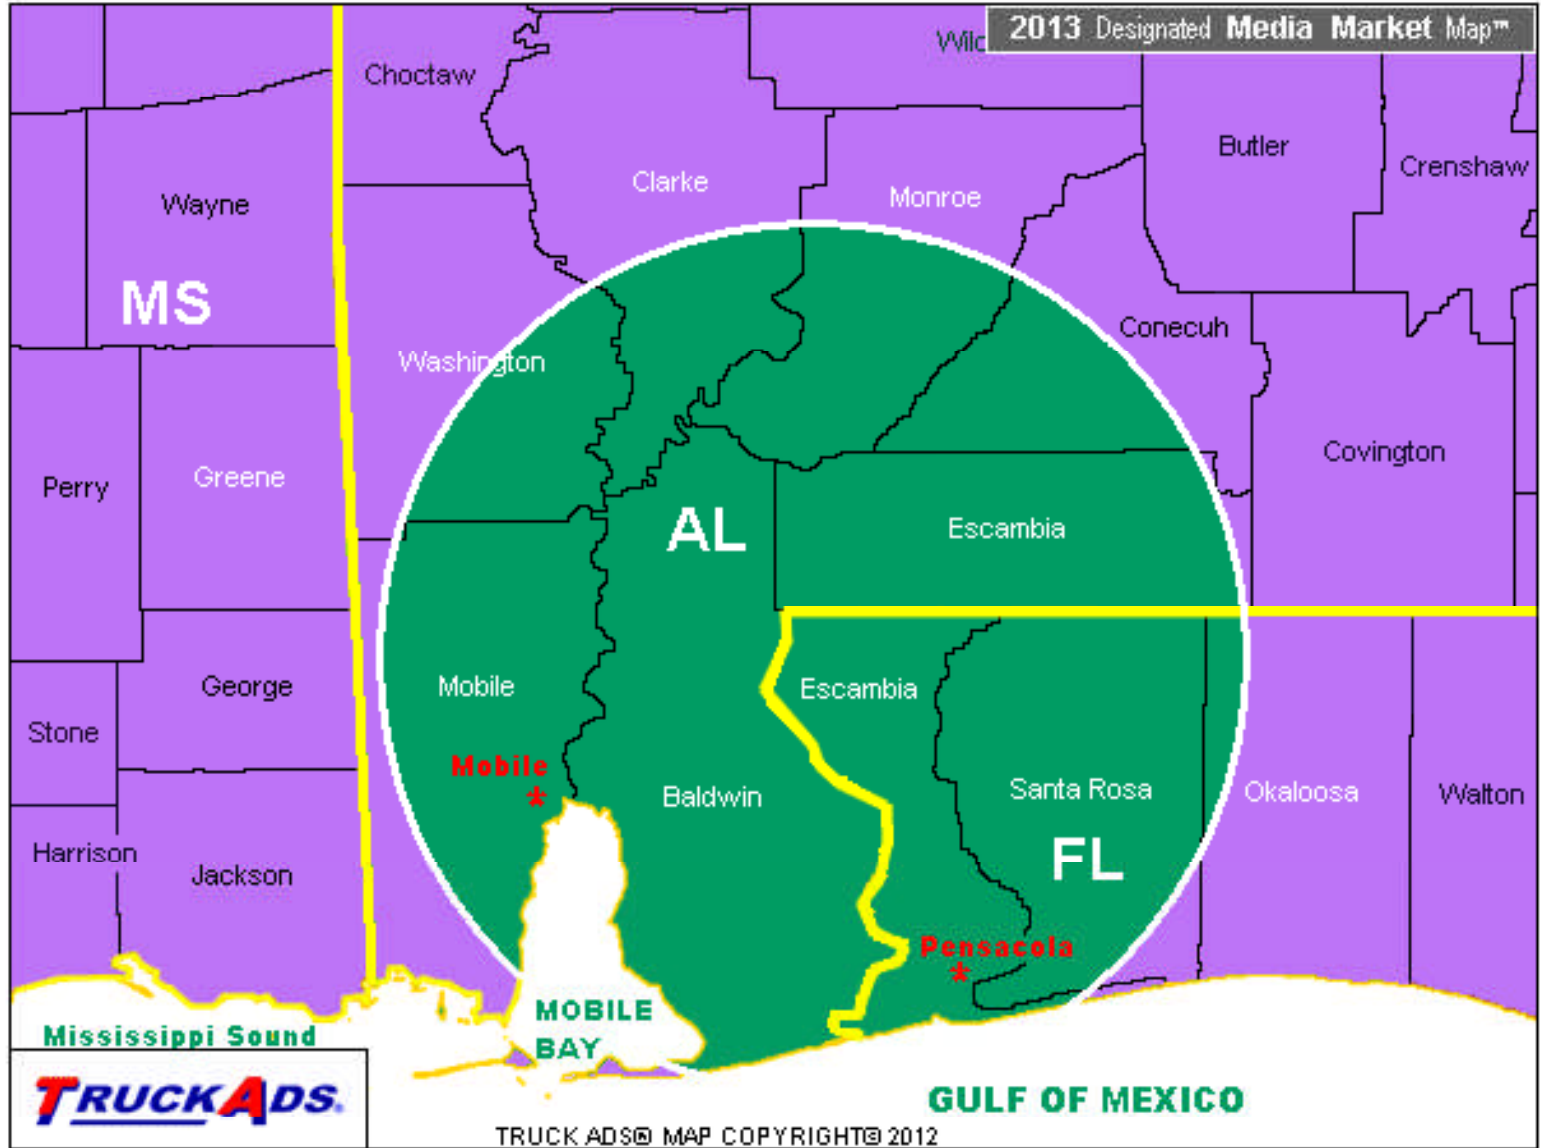 2013 Designated Media Market Map™
Choctaw
Butler
Crenshaw
Clarke
Monroe
Wayne
MS
Conecuh
Washington
Covington
Perry
Greene
AL
Escambia
George
Mobile
Escambia
Stone
Mobile
*
Baldwin
Santa Rosa
Okaloosa
Walton
Harrison
Jackson
FL
Pensacola
*
MOBILE
BAY
Mississippi Sound
TRUCKADS®
GULF OF MEXICO
TRUCK ADS® MAP COPYRIGHT© 2012